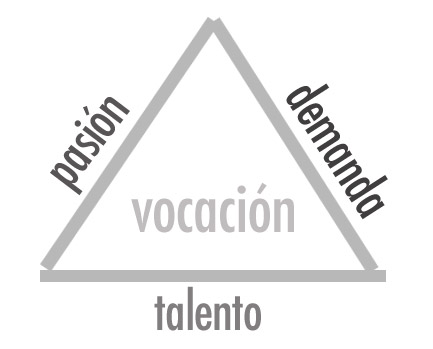 pasión
demanda
vocación
talento